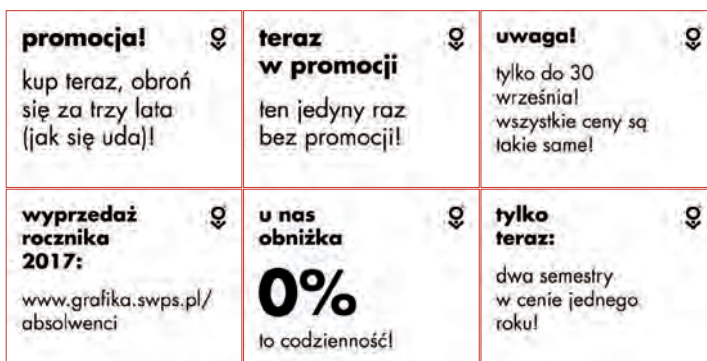 promocja!
kup teraz, obroń
się za trzy lata
(jak się uda)!
teraz
w promocji
ten jedyny raz
bez promocji!
uwaga!
tylko do 30
września!
wszystkie ceny są
takie same!
wyprzedaż
rocznika
2017:
www.grafika.swps.pl/
absolwenci
u nas
obniżka
0%
to codzienność!
tylko
teraz:
dwa semestry
w cenie jednego
roku!